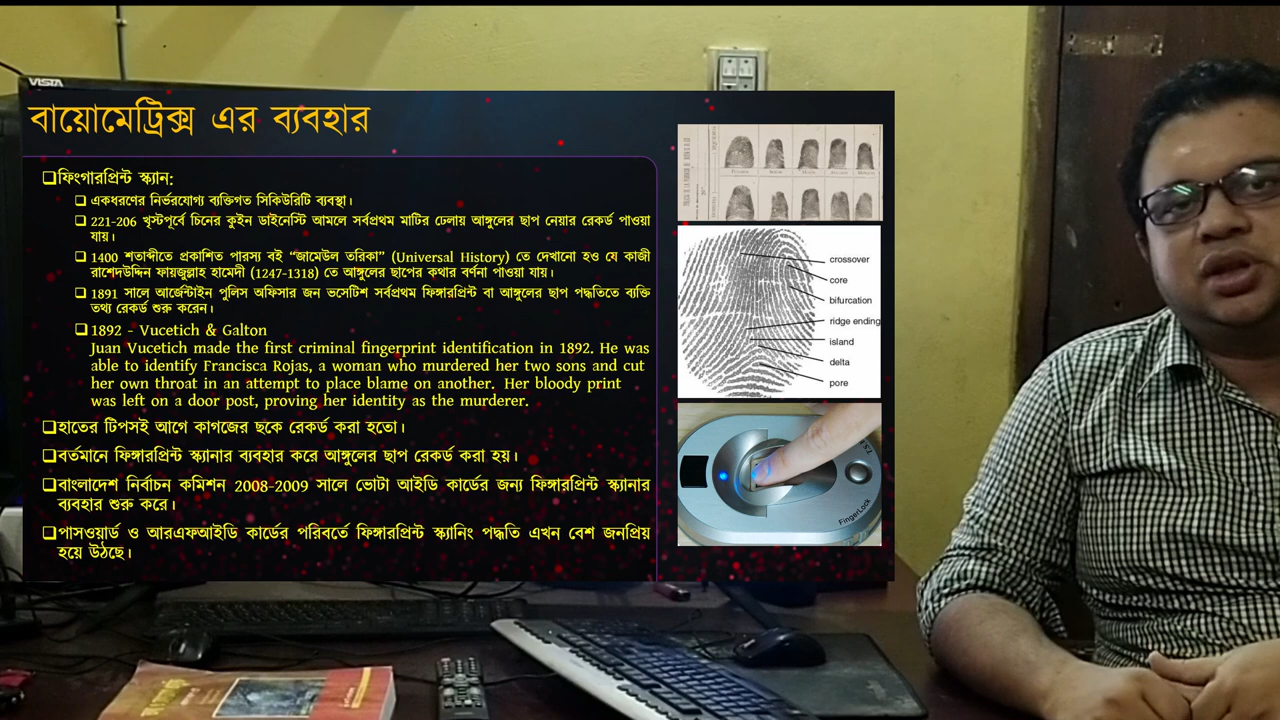 VISTA
বায়োমেট্রিক্স এর ব্যবহার
ফিংগারপ্রিন্ট স্ক্যান:
একধরণের নির্ভরযোগ্য ব্যক্তিগত সিকিউরিটি ব্যবস্থা।
221-206 খৃস্টপূর্বে চিনের কুইন ডাইনেস্টি আমলে সর্বপ্রথম মাটির ঢেলায় আঙ্গুলের ছাপ নেয়ার রেকর্ড পাওয়া
যায়।
1400 শতাব্দীতে প্রকাশিত পারস্য বই “জামেউল তরিকা” (Universal History) তে দেখানো হও যে কাজী
রাশেদউদ্দিন ফায়জুল্লাহ হামেদী (1247-1318) তে আঙ্গুলের ছাপের কথার বর্ণনা পাওয়া যায়।
1891 সালে আর্জেন্টাইন পুলিস অফিসার জন ভসেটিশ সর্বপ্রথম ফিঙ্গারপ্রিন্ট বা আঙ্গুলের ছাপ পদ্ধতিতে ব্যক্তি
তথ্য রেকর্ড শুরু করেন।
1892 - Vucetich & Galton
Juan Vucetich made the first criminal fingerprint identification in 1892. He was
able to identify Francisca Rojas, a woman who murdered her two sons and cut
her own throat in an attempt to place blame on another. Her bloody print
was left on a door post, proving her identity as the murderer.
হাতের টিপসই আগে কাগজের ছকে রেকর্ড করা হতো।
বর্তমানে ফিঙ্গারপ্রিন্ট স্ক্যানার ব্যবহার করে আঙ্গুলের ছাপ রেকর্ড করা হয়।
বাংলাদেশ নির্বাচন কমিশন 2008-2009 সালে ভোটা আইডি কার্ডের জন্য ফিঙ্গারপ্রিন্ট স্ক্যানার
ব্যবহার শুরু করে।
পাসওয়ার্ড ও আরএফআইডি কার্ডের পরিবর্তে ফিঙ্গারপ্রিন্ট স্ক্যানিং পদ্ধতি এখন বেশ জনপ্রিয়
হয়ে উঠছে।
crossover
core
bifurcation
ridge ending
island
delta
pore
FingerLock